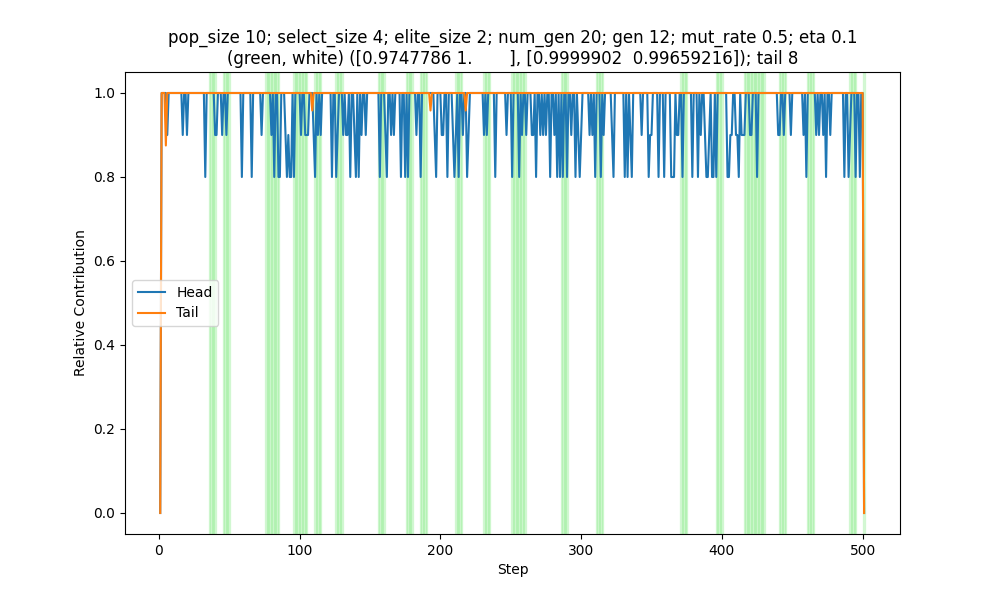 pop_size 10; select_size 4; elite_size 2; num_gen 20; gen 12; mut_rate 0.5; eta 0.1
(green, white) ([0.9747786 1.       ], [0.9999902  0.99659216]); tail 8
1.0
0.8
0.6
0.4
0.2
0.0
Relative Contribution
Head
Tail
0
100
200
300
400
500
Step